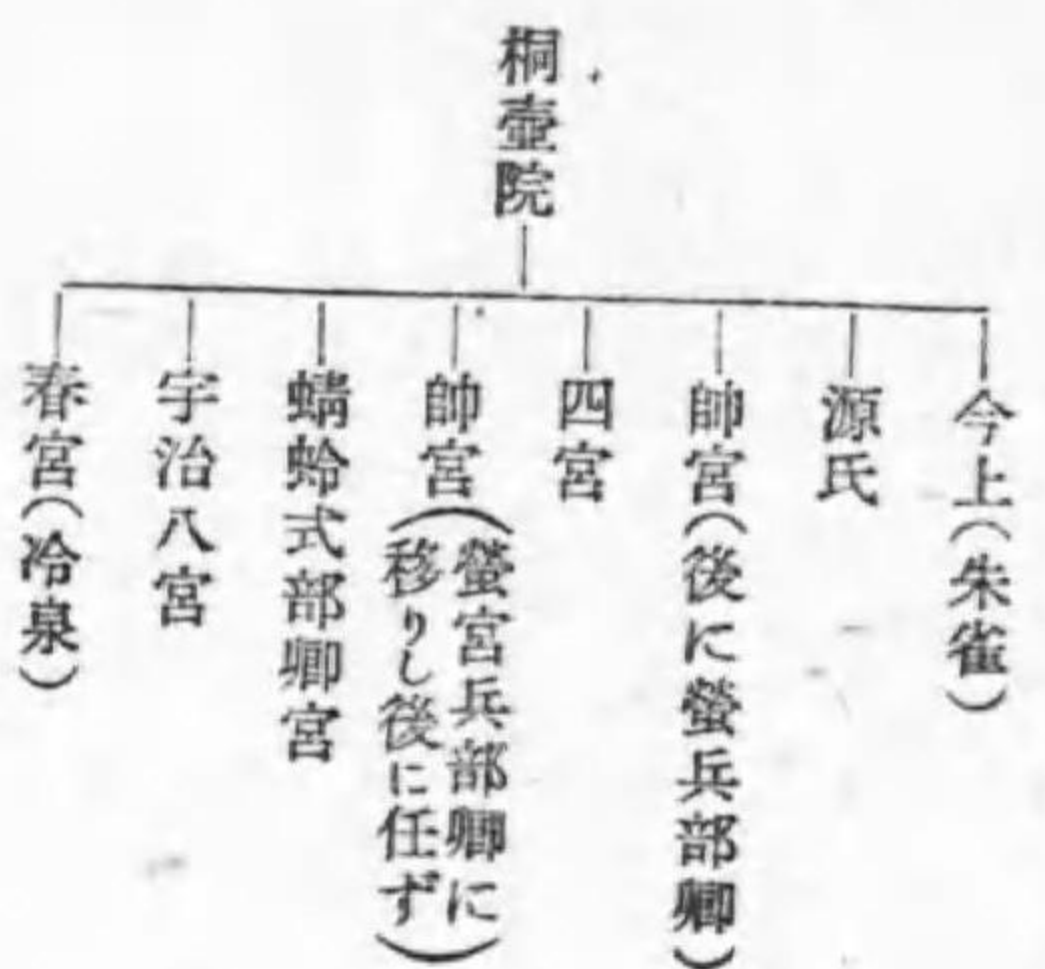 桐壺院
今上(朱雀)
源氏
帥宮(後に螢兵部卿)
四宮
帥宮(螢宮兵部卿に
移りし後に任ず)
蜻蛉式部卿宮
宇治八宮
春宮(冷泉)